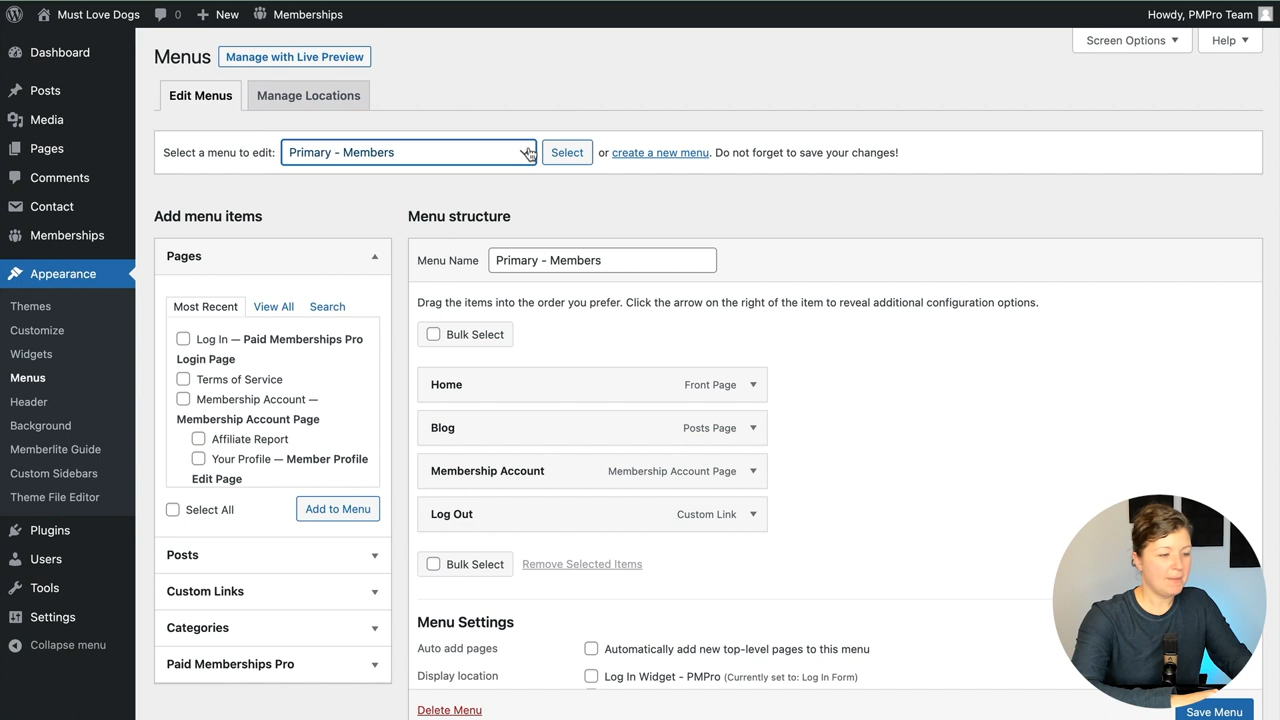 Must Love Dogs
0
New
Memberships
Howdy, PMPro Team
Dashboard
Posts
Media
Pages
Comments
Contact
Memberships
Appearance
Themes
Customize
Widgets
Menus
Header
Background
Memberlite Guide
Custom Sidebars
Theme File Editor
Plugins
Users
Tools
Settings
Collapse menu
Menus
Manage with Live Preview
Screen Options
Help
Edit Menus
Manage Locations
Select a menu to edit: Primary - Members Select or create a new menu. Do not forget to save your changes!
Add menu items
Pages
Most Recent View All Search
Log In — Paid Memberships Pro
Login Page
Terms of Service
Membership Account —
Membership Account Page
Affiliate Report
Your Profile — Member Profile
Edit Page
Select All
Add to Menu
Posts
Custom Links
Categories
Paid Memberships Pro
Menu structure
Menu Name Primary - Members
Drag the items into the order you prefer. Click the arrow on the right of the item to reveal additional configuration options.
Bulk Select
Home Front Page
Blog Posts Page
Membership Account Membership Account Page
Log Out Custom Link
Bulk Select Remove Selected Items
Menu Settings
Auto add pages Automatically add new top-level pages to this menu
Display location Log In Widget - PMPro (Currently set to: Log In Form)
Delete Menu
Save Menu